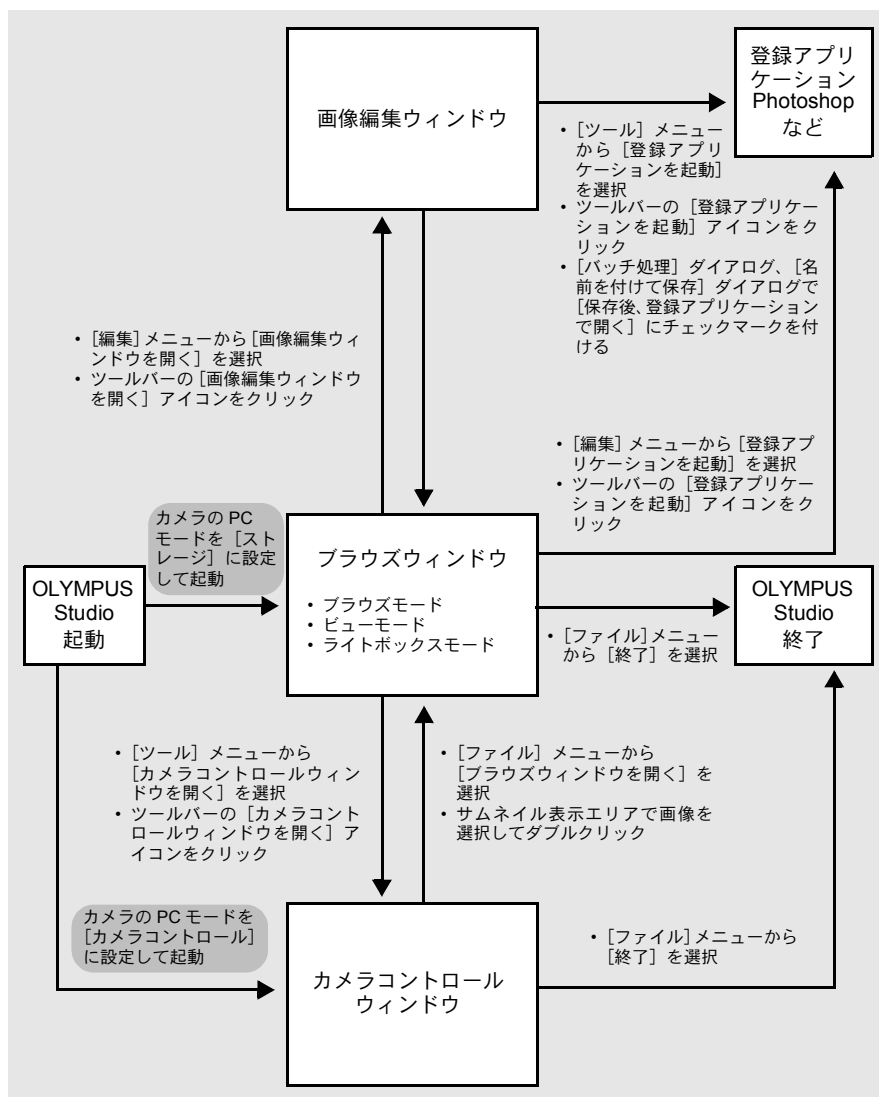 画像編集ウィンドウ
登録アプリ
ケーション
Photoshop
など
・［ツール］メニュー
から［登録アプリ
ケーションを起動］
を選択
・ツールバーの［登録アプリケー
ションを起動］アイコンをク
リック
・［バッチ処理］ダイアログ、［名
前を付けて保存］ダイアログで
［保存後、登録アプリケーション
で開く］にチェックマークを付
ける
・［編集］メニューから［画像編集ウィ
ンドウを開く］を選択
・ツールバーの［画像編集ウィンドウ
を開く］アイコンをクリック
・［編集］メニューから［登録アプ
リケーションを起動］を選択
・ツールバーの［登録アプリケー
ションを起動］アイコンをク
リック
カメラの PC
モードを［スト
レージ］に設定
して起動
OLYMPUS
Studio
起動
ブラウズウィンドウ
・ブラウズモード
・ビューモード
・ライトボックスモード
・［ファイル］メニュー
から［終了］を選択
OLYMPUS
Studio
終了
・［ツール］メニューから
［カメラコントロールウィン
ドウを開く］を選択
・ツールバーの［カメラコント
ロールウィンドウを開く］ア
イコンをクリック
・［ファイル］メニューから
［ブラウズウィンドウを開く］を
選択
・サムネイル表示エリアで画像を
選択してダブルクリック
カメラの PC モードを
［カメラコントロール］
に設定して起動
カメラコントロール
ウィンドウ
・［ファイル］メニューから
［終了］を選択